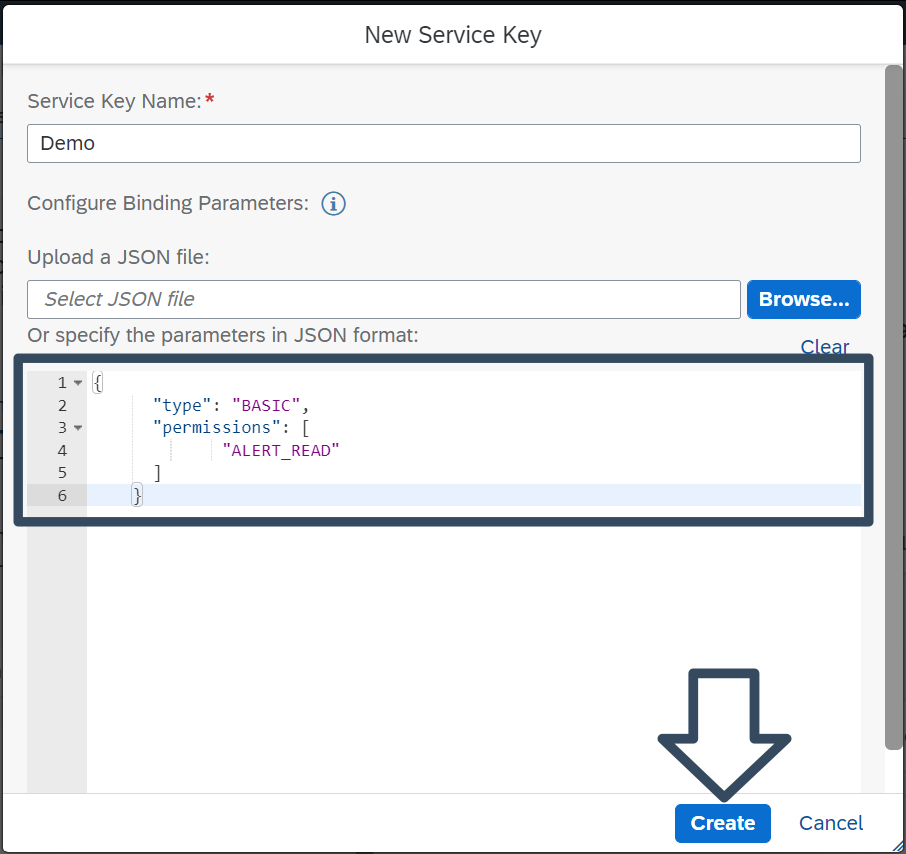 New Service Key
Service Key Name:*
Demo
Configure Binding Parameters: i
Upload a JSON file:
Select JSON file
Browse...
Or specify the parameters in JSON format:
Clear
1 {
2 "type": "BASIC",
3 "permissions": [
4 "ALERT_READ"
5 ]
6 }
Create
Cancel